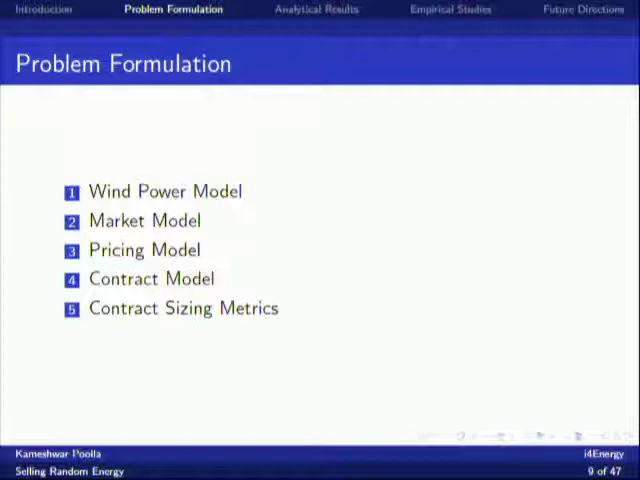 Introduction Problem Formulation Analytical Results Empirical Studies Future Directions
Problem Formulation
1 Wind Power Model
2 Market Model
3 Pricing Model
4 Contract Model
5 Contract Sizing Metrics
Kameshwar Poolla i4Energy
Selling Random Energy 9 of 47